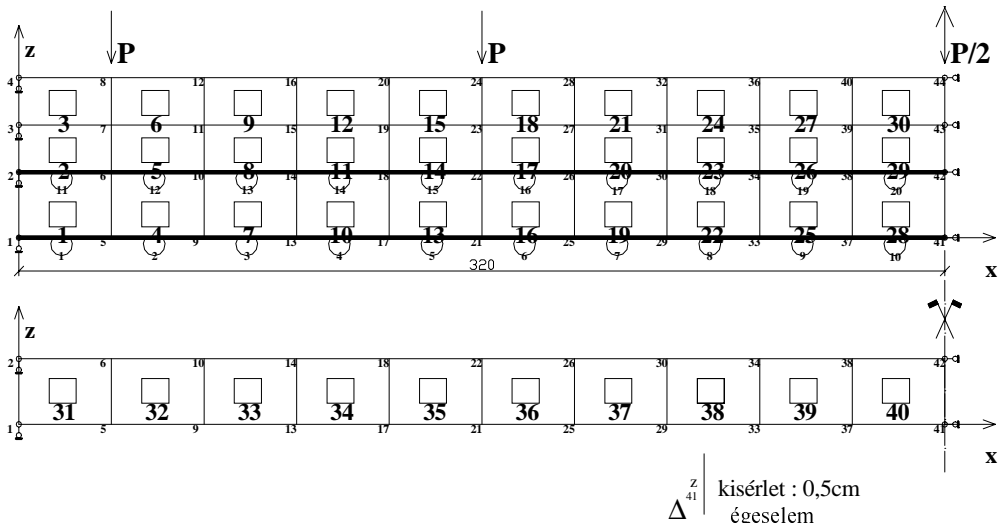 P P P/2
z
4 8 12 16 20 24 28 32 36 40 44
3 6 9 12 15 18 21 24 27 30
3 7 11 15 19 23 27 31 35 39 43
2 5 8 11 14 17 20 23 26 29
2 6 10 14 18 22 26 30 34 38 42
11 12 13 14 15 16 17 18 19 20
1 4 7 10 13 16 19 22 25 28
1 5 9 13 17 21 25 29 33 37 41
1 2 3 4 5 6 7 8 9 10
320
x
z
2 6 10 14 18 22 26 30 34 38 42
31 32 33 34 35 36 37 38 39 40
1 5 9 13 17 21 25 29 33 37 41
x
Δ z 41 kisérlet : 0,5cm
égeselem